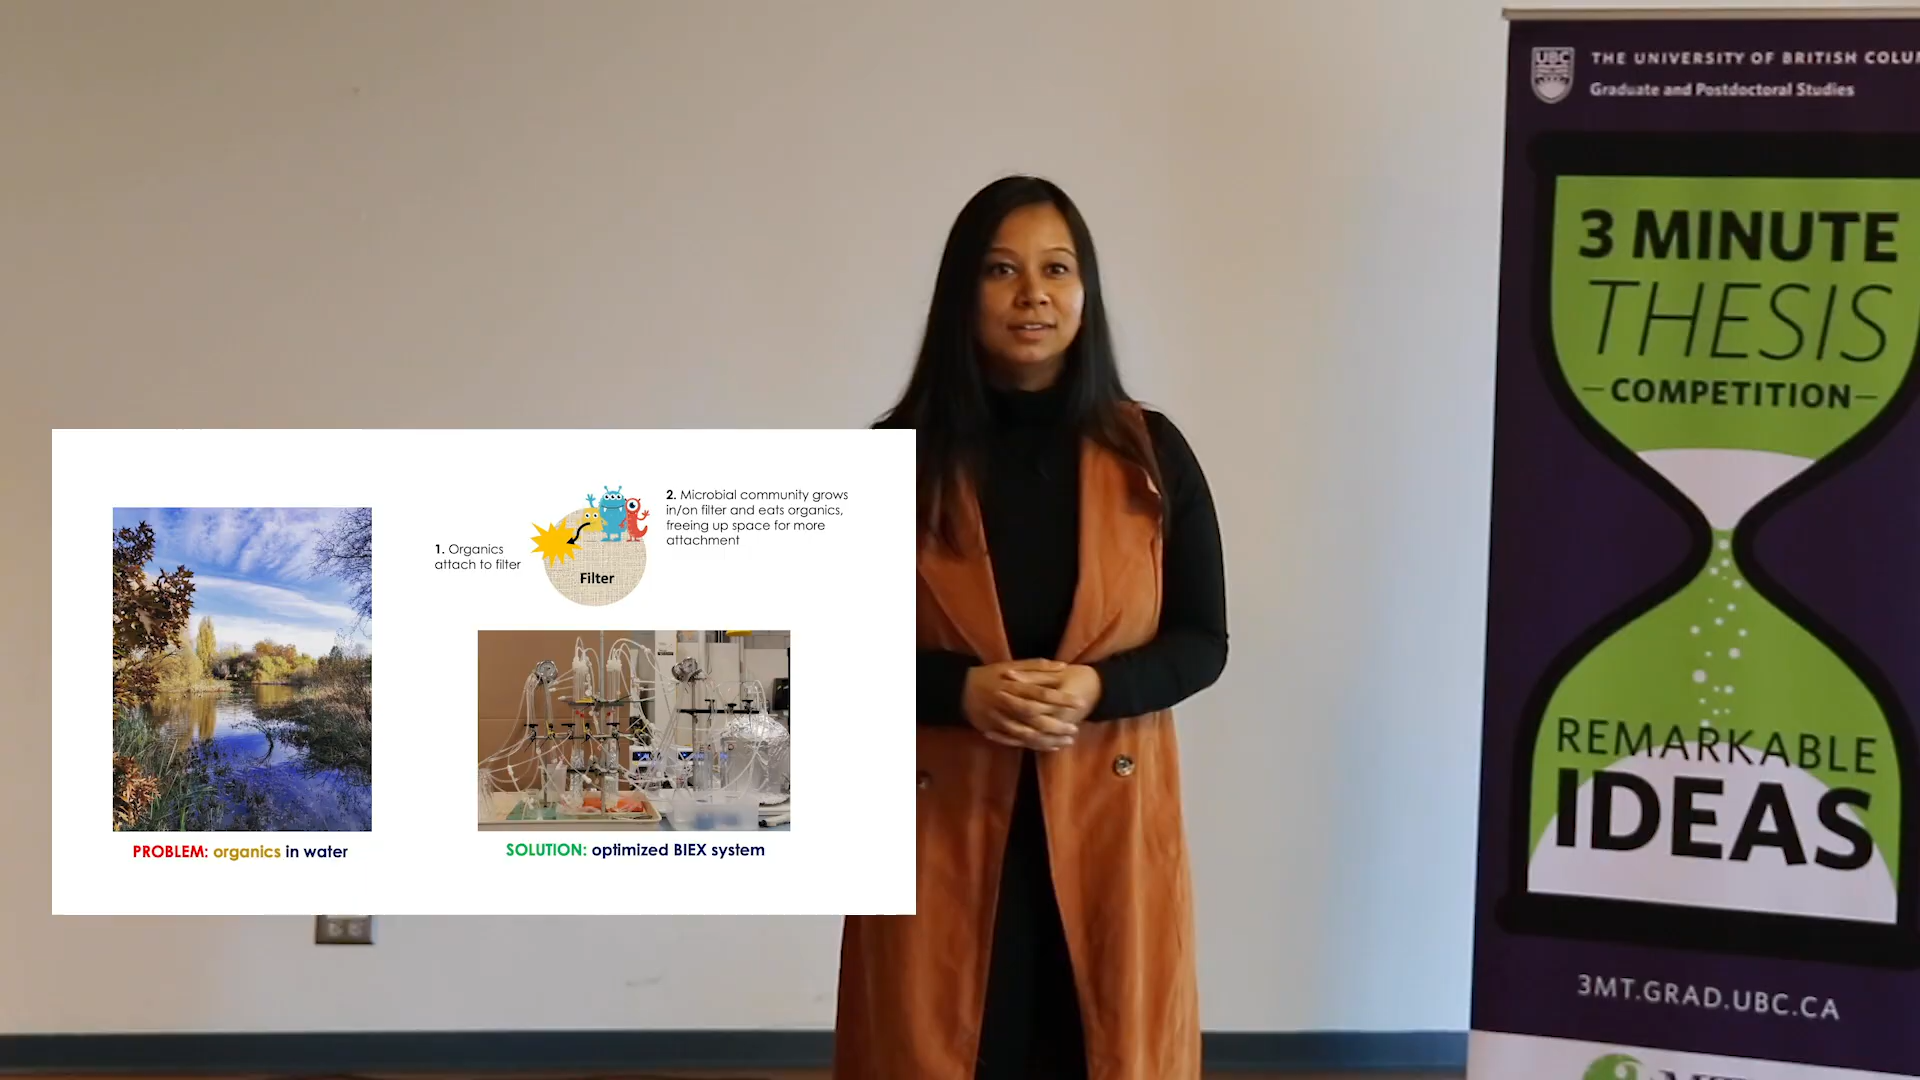 1. Organics
attach to filter
2. Microbial community grows
in/on filter and eats organics,
freeing up space for more
attachment
Filter
PROBLEM: organics in water
SOLUTION: optimized BIEX system
UBC
THE UNIVERSITY OF BRITISH COLU
Graduate and Postdoctoral Studies
3 MINUTE
THESIS
–COMPETITION–
REMARKABLE
IDEAS
3MT.GRAD.UBC.CA